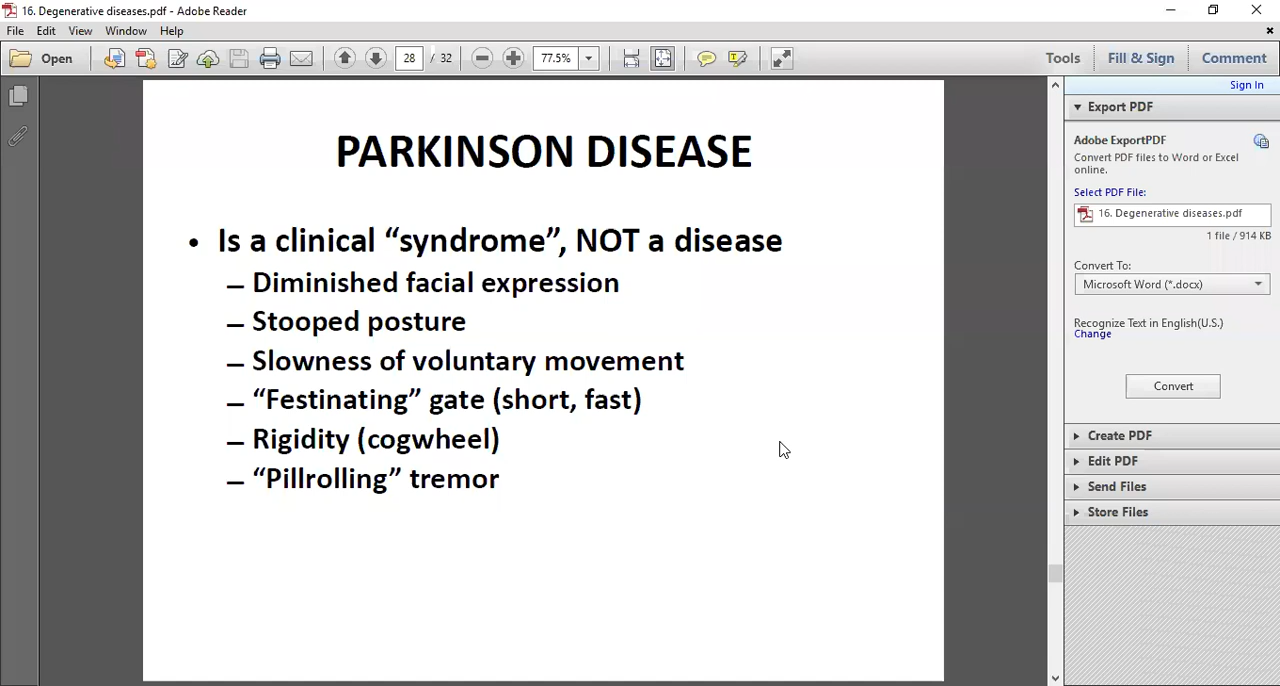 16. Degenerative diseases.pdf - Adobe Reader
File Edit View Window Help
Open 28 / 32 77.5% Tools Fill & Sign Comment
Sign In
PARKINSON DISEASE
• Is a clinical “syndrome”, NOT a disease
– Diminished facial expression
– Stooped posture
– Slowness of voluntary movement
– “Festinating” gate (short, fast)
– Rigidity (cogwheel)
– “Pillrolling” tremor
Export PDF
Adobe ExportPDF
Convert PDF files to Word or Excel
online.
Select PDF File:
16. Degenerative diseases.pdf
1 file / 914 KB
Convert To:
Microsoft Word (*.docx)
Recognize Text in English(U.S.)
Change
Convert
Create PDF
Edit PDF
Send Files
Store Files